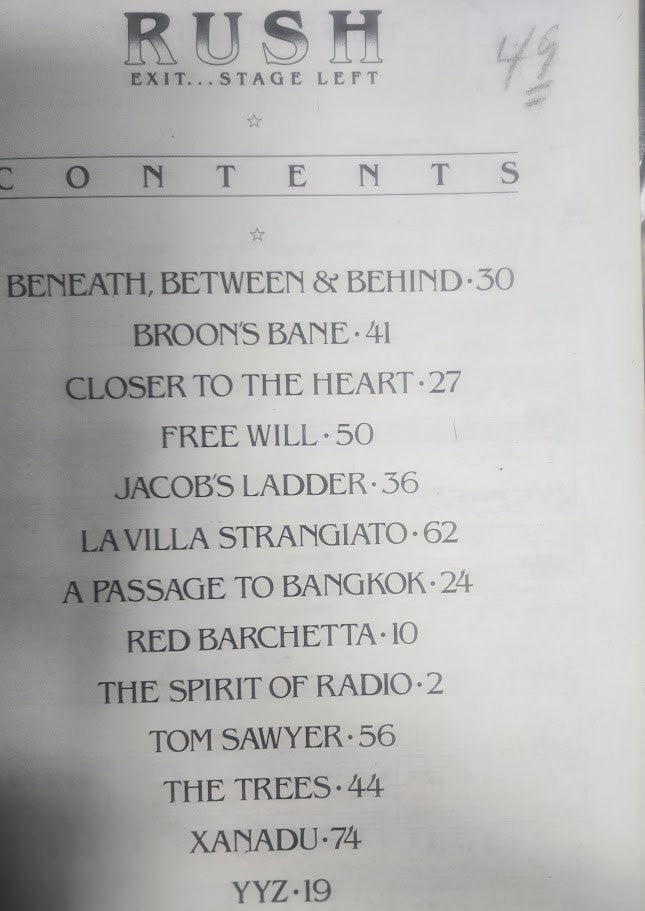 RUSH
EXIT...STAGE LEFT
49
CONTENTS
BENEATH, BETWEEN & BEHIND·30
BROON'S BANE·41
CLOSER TO THE HEART·27
FREE WILL·50
JACOB'S LADDER·36
LA VILLA STRANGIATO·62
A PASSAGE TO BANGKOK·24
RED BARCHETTA·10
THE SPIRIT OF RADIO·2
TOM SAWYER·56
THE TREES·44
XANADU·74
YYZ·19